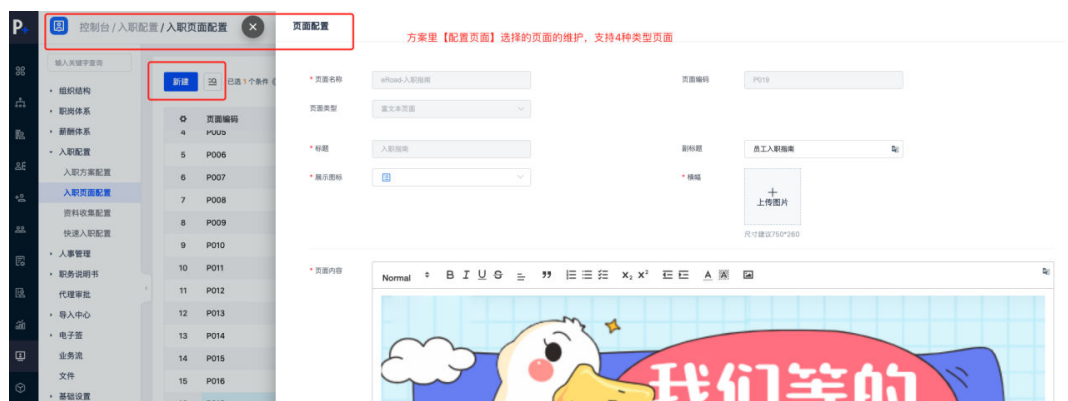 P+
控制台 / 入职配置 / 入职页面配置
页面配置
方案里【配置页面】选择的页面的维护，支持4种类型页面
输入关键字查询
组织结构
职岗体系
薪酬体系
入职配置
入职方案配置
入职页面配置
资料收集配置
快速入职配置
人事管理
职务说明书
代理审批
导入中心
电子签
业务流
文件
基础设置
新建
已选1个条件
页面编码
4 P005
5 P006
6 P007
7 P008
8 P009
9 P010
10 P011
11 P012
12 P013
13 P014
14 P015
15 P016
* 页面名称
页面编码 P019
页面类型 富文本页面
* 标题 入职指南
副标题 员工入职指南
* 展示图标
* 横幅
上传图片
尺寸建议750*260
* 页面内容
Normal
我们等的